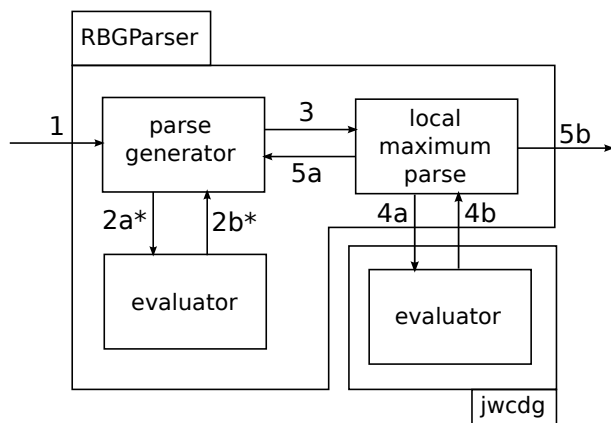 RBGParser
1
parse
generator
3
5a
local
maximum
parse
5b
2a*
2b*
4a
4b
evaluator
evaluator
jwcdg